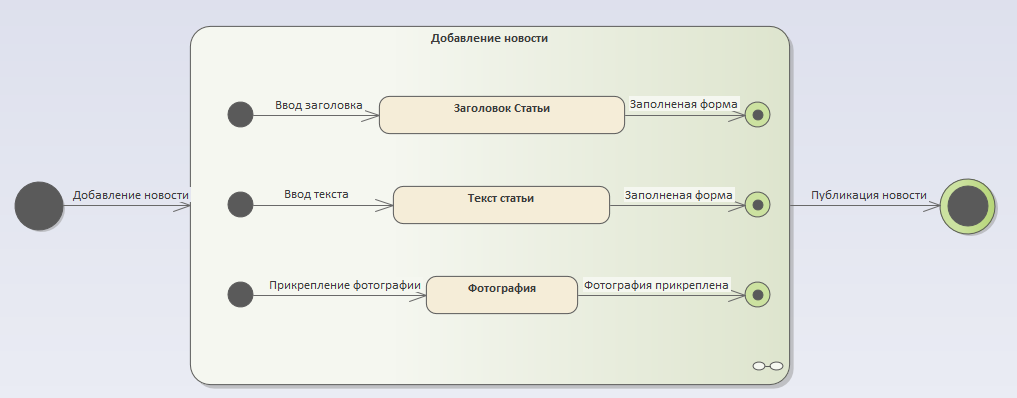 Добавление новости
Ввод заголовка
Заголовок Статьи
Заполненая форма
Добавление новости
Ввод текста
Текст статьи
Заполненая форма
Публикация новости
Прикрепление фотографии
Фотография
Фотография прикреплена